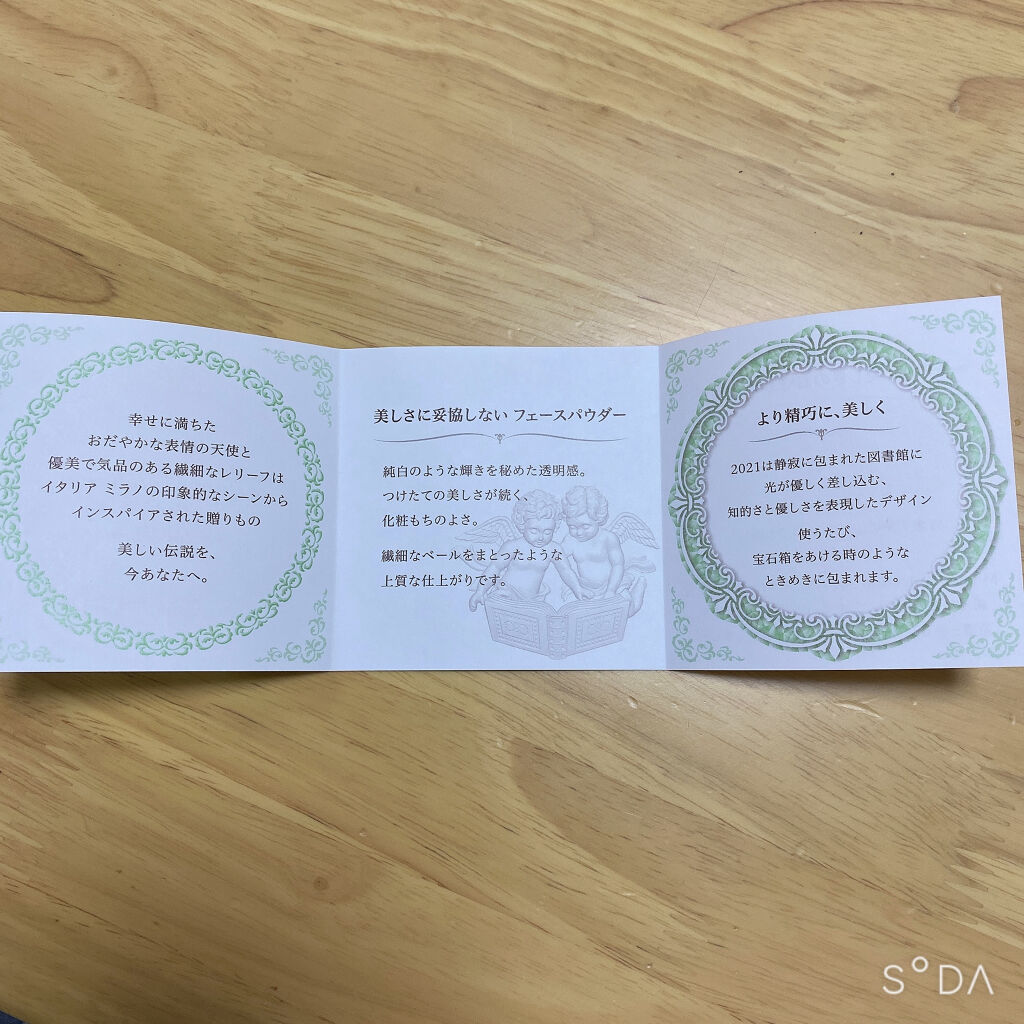 幸せに満ちた
おだやかな表情の天使と
優美で気品のある繊細なレリーフは
イタリア ミラノの印象的なシーンから
インスパイアされた贈りもの
美しい伝説を、
今あなたへ。
美しさに妥協しない フェースパウダー
純白のような輝きを秘めた透明感。
つけたての美しさが続く、
化粧もちのよさ。
繊細なベールをまとったような
上質な仕上がりです。
より精巧に、美しく
2021は静寂に包まれた図書館に
光が優しく差し込む、
知的さと優しさを表現したデザイン
使うたび、
宝石箱をあける時のような
ときめきに包まれます。
SODA